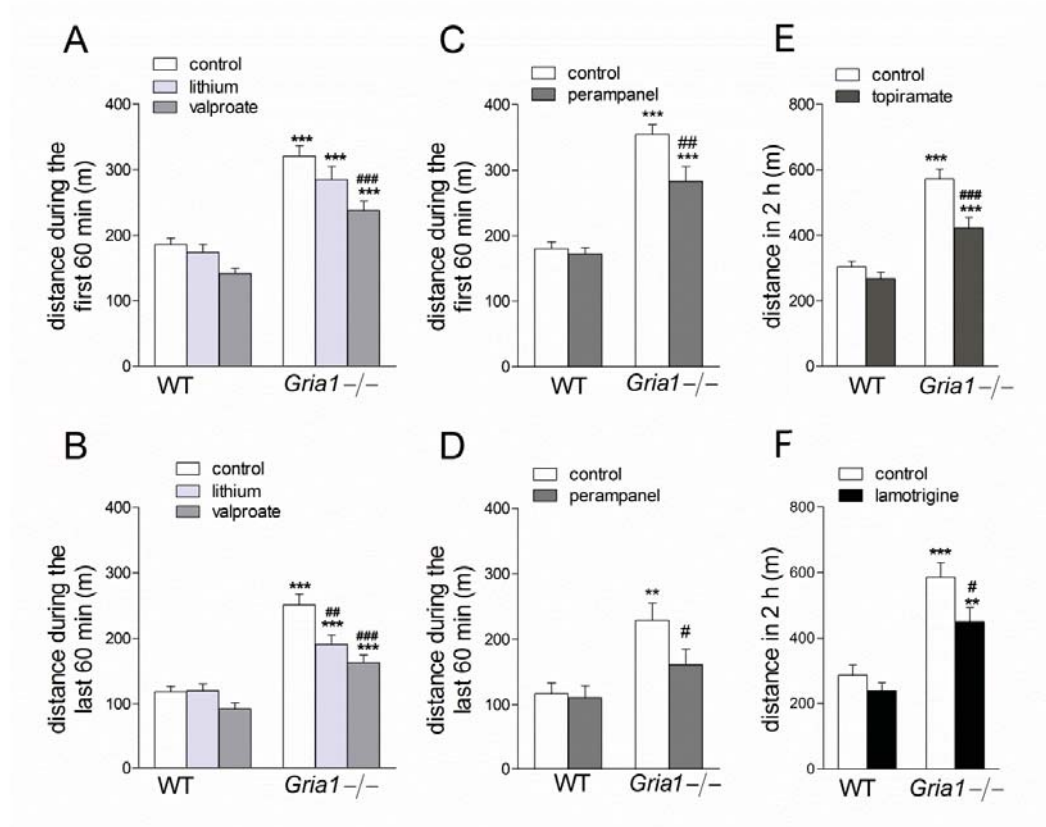 A
control
lithium
valproate
distance during the
first 60 min (m)
400
300
200
100
0
***
***
###
***
WT
Gria1 –/–
C
control
perampanel
distance during the
first 60 min (m)
400
300
200
100
0
***
##
***
WT
Gria1 –/–
E
control
topiramate
distance in 2 h (m)
800
600
400
200
0
***
###
***
WT
Gria1 –/–
B
control
lithium
valproate
distance during the
last 60 min (m)
400
300
200
100
0
***
##
***
###
***
WT
Gria1 –/–
D
control
perampanel
distance during the
last 60 min (m)
400
300
200
100
0
**
#
WT
Gria1 –/–
F
control
lamotrigine
distance in 2 h (m)
800
600
400
200
0
***
#
**
WT
Gria1 –/–